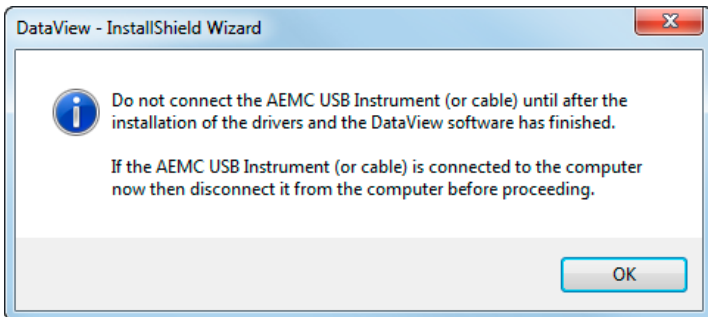 DataView - InstallShield Wizard
Do not connect the AEMC USB Instrument (or cable) until after the
installation of the drivers and the DataView software has finished.
If the AEMC USB Instrument (or cable) is connected to the computer
now then disconnect it from the computer before proceeding.
OK